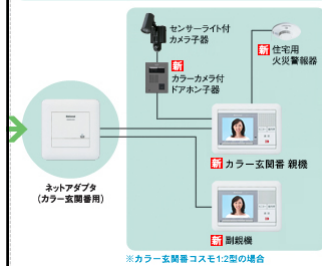 センサーライト付
カメラ子器
新 住宅用
火災警報器
新
カラーカメラ付
ドアホン子器
新 カラー玄関番 親機
ネットアダプタ
(カラー玄関番用)
新 副親機
※カラー玄関番コスモ1:2型の場合